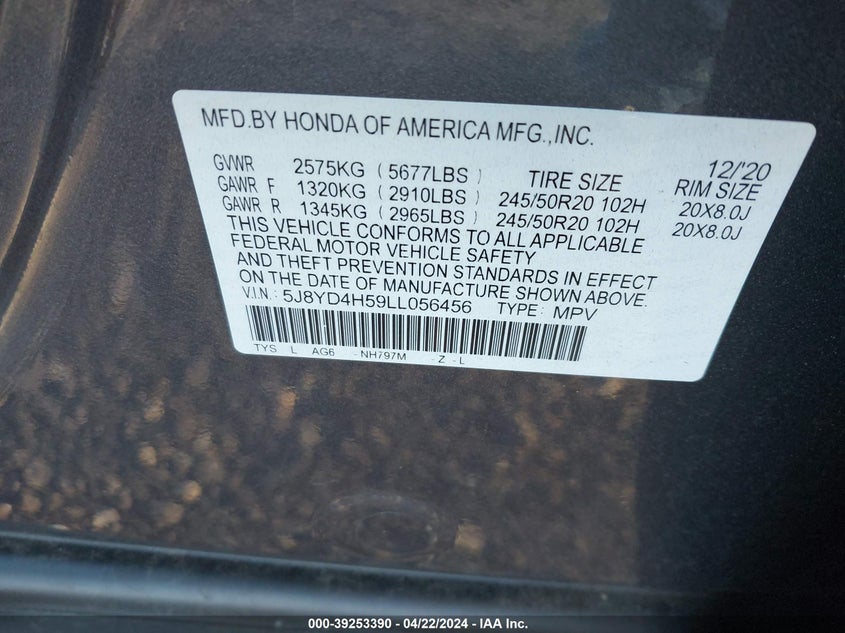 MFD.BY HONDA OF AMERICA MFG.,INC.
12/'20
GVWR 2575KG ( 5677LBS ) TIRE SIZE RIM SIZE
GAWR F 1320KG ( 2910LBS ) 245/50R20 102H 20X8.0J
GAWR R 1345KG ( 2965LBS ) 245/50R20 102H 20X8.0J
THIS VEHICLE CONFORMS TO ALL APPLICABLE
FEDERAL MOTOR VEHICLE SAFETY
AND THEFT PREVENTION STANDARDS IN EFFECT
ON THE DATE OF MANUFACTURE SHOWN ABOVE.
V.I.N.: 5J8YD4H59LL056456 TYPE: MPV
TYS L AG6 -NH797M -Z -L
000-39253390 - 04/22/2024 - IAA Inc.